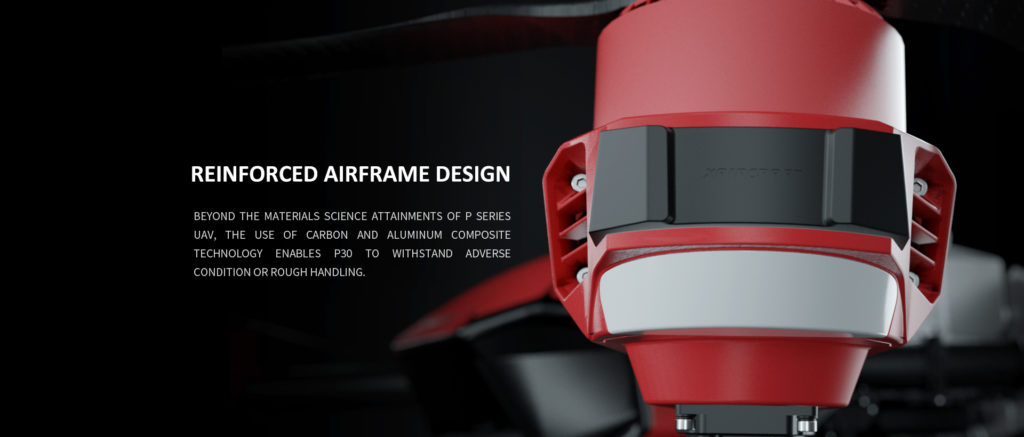 REINFORCED AIRFRAME DESIGN
BEYOND THE MATERIALS SCIENCE ATTAINMENTS OF P SERIES
UAV, THE USE OF CARBON AND ALUMINUM COMPOSITE
TECHNOLOGY ENABLES P30 TO WITHSTAND ADVERSE
CONDITION OR ROUGH HANDLING.